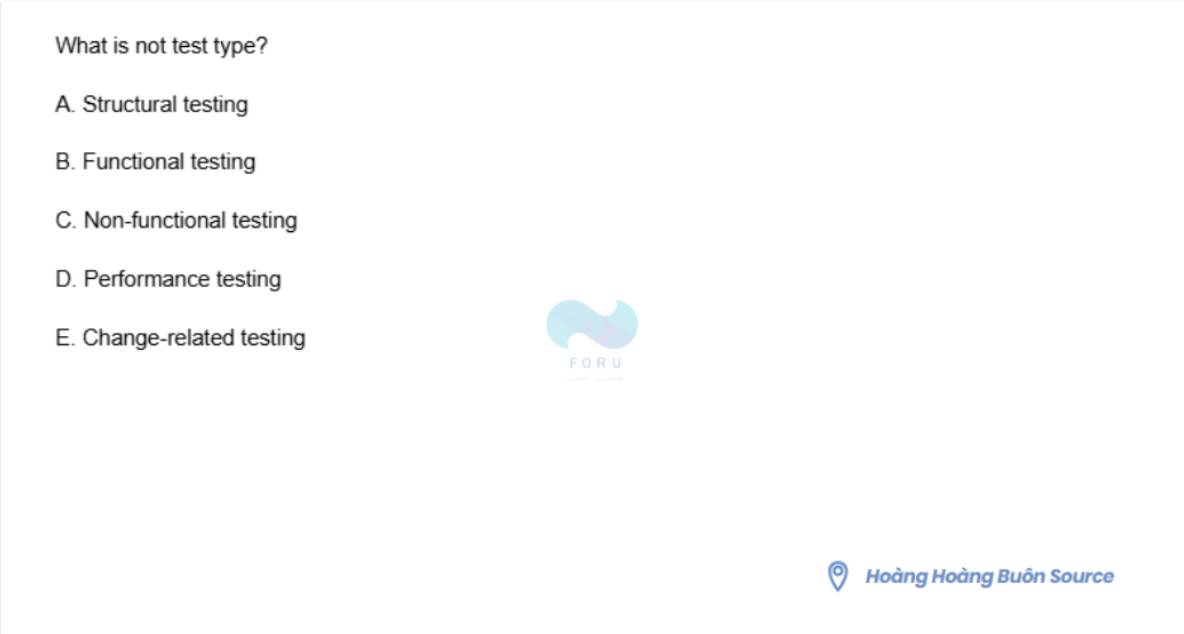 What is not test type?
A. Structural testing
B. Functional testing
C. Non-functional testing
D. Performance testing
E. Change-related testing
FORU
Hoàng Hoàng Buôn Source